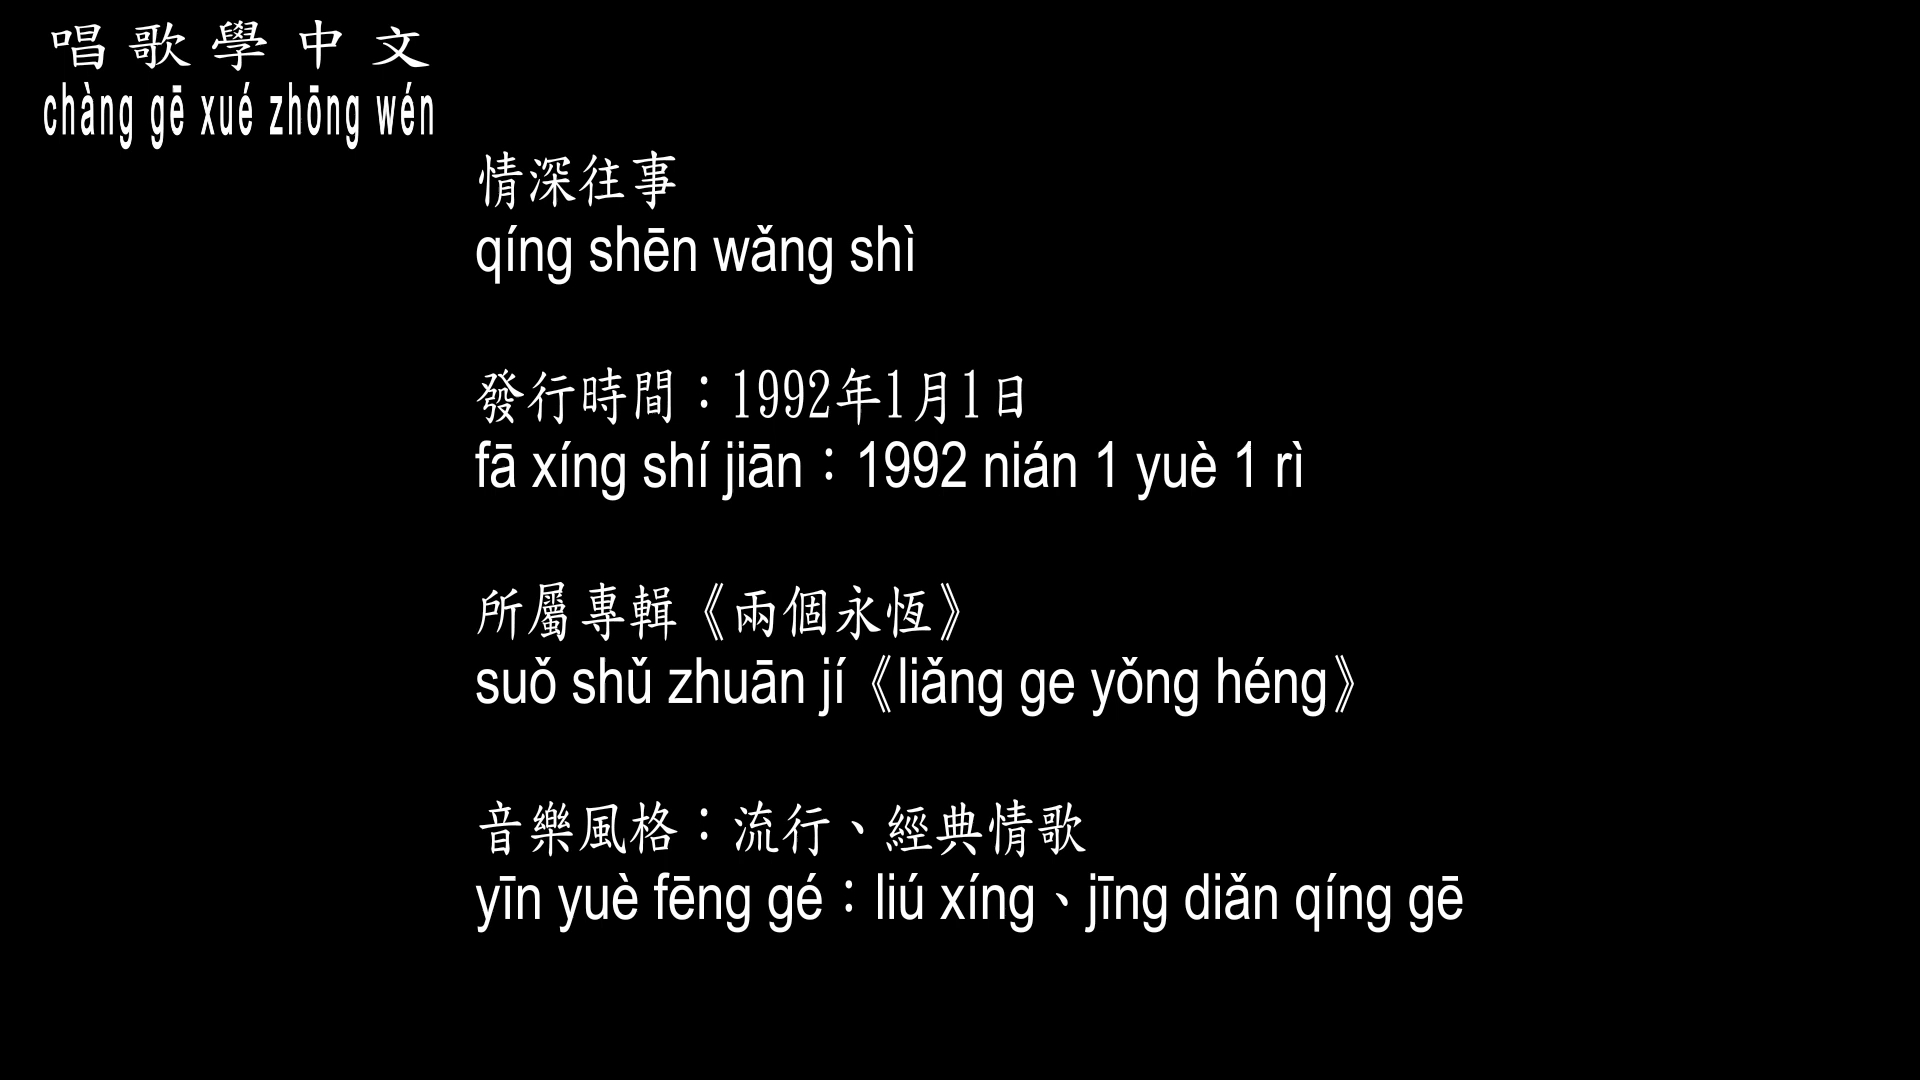 唱歌學中文
chàng gē xué zhōng wén
情深往事
qíng shēn wǎng shì
發行時間：1992年1月1日
fā xíng shí jiān：1992 nián 1 yuè 1 rì
所屬專輯《兩個永恆》
suǒ shǔ zhuān jí《liǎng ge yǒng héng》
音樂風格：流行、經典情歌
yīn yuè fēng gé：liú xíng、jīng diǎn qíng gē